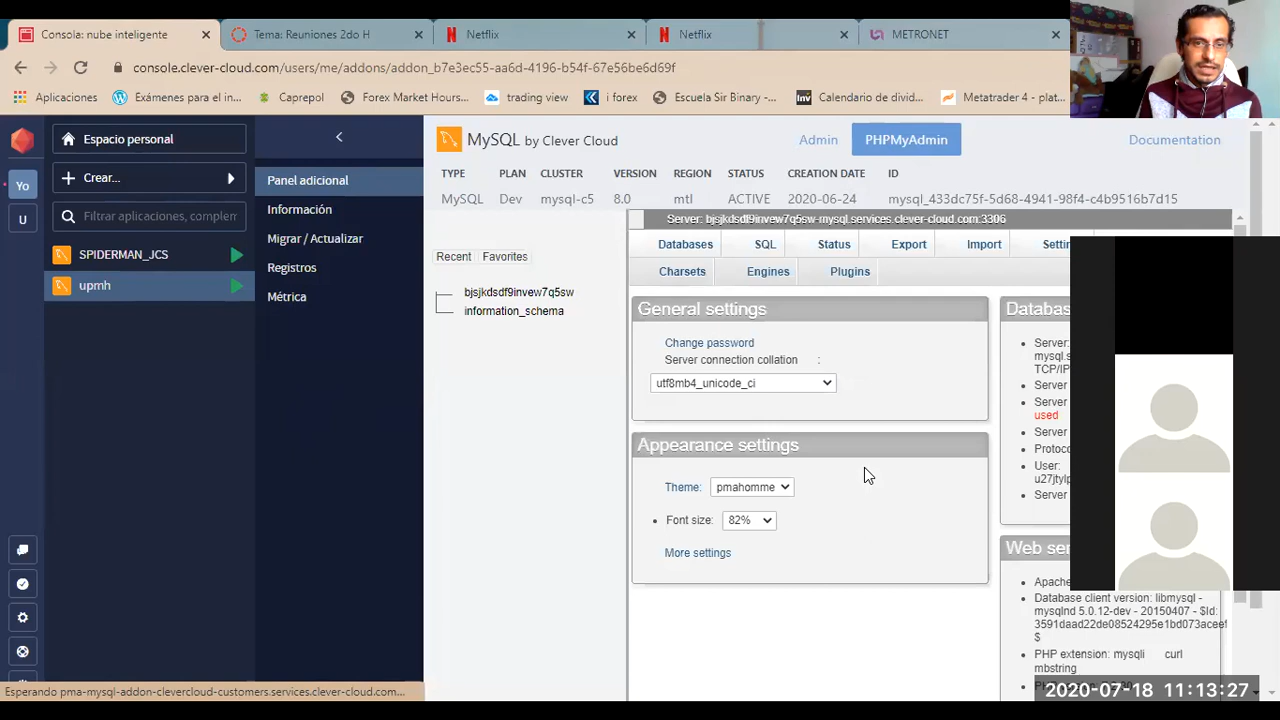 Consola: nube inteligente
Tema: Reuniones 2do H
Netflix
Netflix
METRONET
console.clever-cloud.com/users/me/addons/addon_b7e3ec55-aa6d-4196-b54f-67e56be6d69f
Aplicaciones
Exámenes para el in...
Caprepol
Forex Market Hours...
trading view
i forex
Escuela Sir Binary -...
Calendario de divid...
Metatrader 4 - plat...
Espacio personal
Crear...
Filtrar aplicaciones, complem
Yo
U
SPIDERMAN_JCS
upmh
Panel adicional
Información
Migrar / Actualizar
Registros
Métrica
MySQL by Clever Cloud
Admin
PHPMyAdmin
Documentation
TYPE PLAN CLUSTER VERSION REGION STATUS CREATION DATE ID
MySQL Dev mysql-c5 8.0 mtl ACTIVE 2020-06-24 mysql_433dc75f-5d68-4941-98f4-c4b9516b7d15
Server: bjsjkdsdf9invew7q5sw-mysql.services.clever-cloud.com:3306
Databases SQL Status Export Import Settin
Charsets Engines Plugins
Recent Favorites
bjsjkdsdf9invew7q5sw
information_schema
General settings
Change password
Server connection collation :
utf8mb4_unicode_ci
Appearance settings
Theme: pmahomme
Font size: 82%
More settings
Databas
Server:
mysql.s
TCP/IP
Server
Server
used
Server
Protoco
User:
u27jtylp
Server
Web ser
Apache
Database client version: libmysql -
mysqlnd 5.0.12-dev - 20150407 - $Id:
3591daad22de08524295e1bd073aceef
$
PHP extension: mysqli curl
mbstring
Esperando pma-mysql-addon-clevercloud-customers.services.clever-cloud.com...
2020-07-18 11:13:27